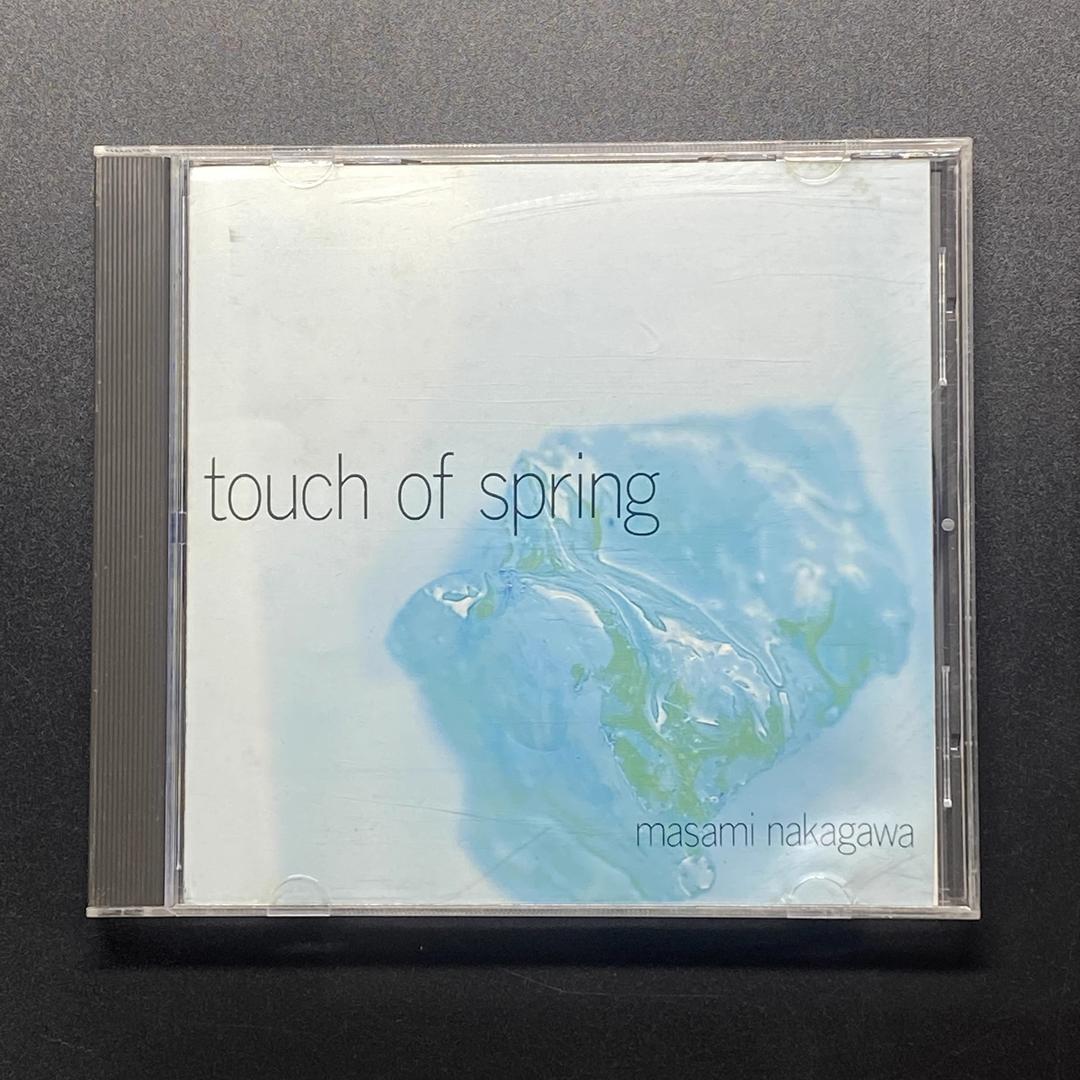 touch of spring
masami nakagawa